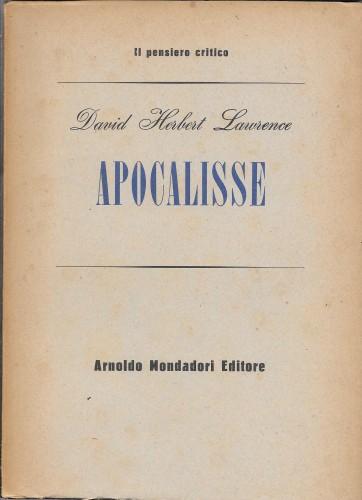 Il pensiero critico
David Herbert Lawrence
APOCALISSE
Arnoldo Mondadori Editore